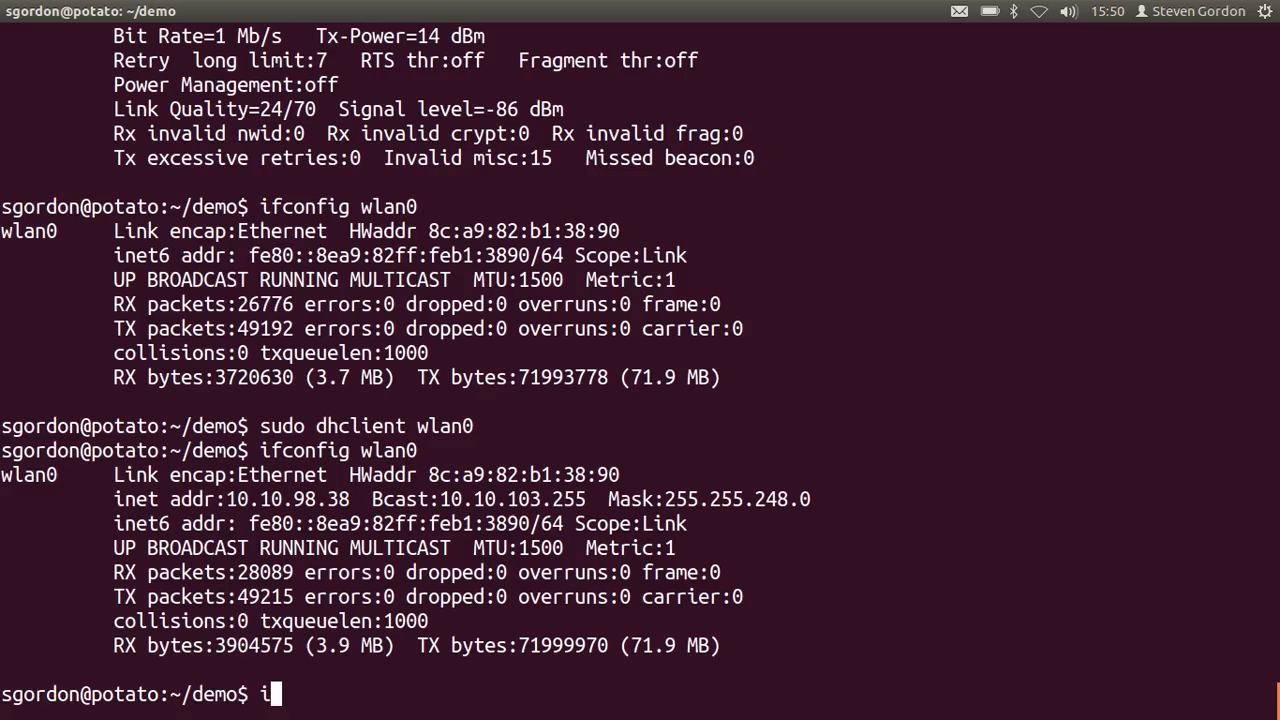 sgordon@potato: ~/demo 15:50 Steven Gordon
Bit Rate=1 Mb/s   Tx-Power=14 dBm
Retry  long limit:7   RTS thr:off   Fragment thr:off
Power Management:off
Link Quality=24/70  Signal level=-86 dBm
Rx invalid nwid:0  Rx invalid crypt:0  Rx invalid frag:0
Tx excessive retries:0  Invalid misc:15   Missed beacon:0
sgordon@potato:~/demo$ ifconfig wlan0
wlan0     Link encap:Ethernet  HWaddr 8c:a9:82:b1:38:90
inet6 addr: fe80::8ea9:82ff:feb1:3890/64 Scope:Link
UP BROADCAST RUNNING MULTICAST  MTU:1500  Metric:1
RX packets:26776 errors:0 dropped:0 overruns:0 frame:0
TX packets:49192 errors:0 dropped:0 overruns:0 carrier:0
collisions:0 txqueuelen:1000
RX bytes:3720630 (3.7 MB)  TX bytes:71993778 (71.9 MB)
sgordon@potato:~/demo$ sudo dhclient wlan0
sgordon@potato:~/demo$ ifconfig wlan0
wlan0     Link encap:Ethernet  HWaddr 8c:a9:82:b1:38:90
inet addr:10.10.98.38  Bcast:10.10.103.255  Mask:255.255.248.0
inet6 addr: fe80::8ea9:82ff:feb1:3890/64 Scope:Link
UP BROADCAST RUNNING MULTICAST  MTU:1500  Metric:1
RX packets:28089 errors:0 dropped:0 overruns:0 frame:0
TX packets:49215 errors:0 dropped:0 overruns:0 carrier:0
collisions:0 txqueuelen:1000
RX bytes:3904575 (3.9 MB)  TX bytes:71999970 (71.9 MB)
sgordon@potato:~/demo$ i